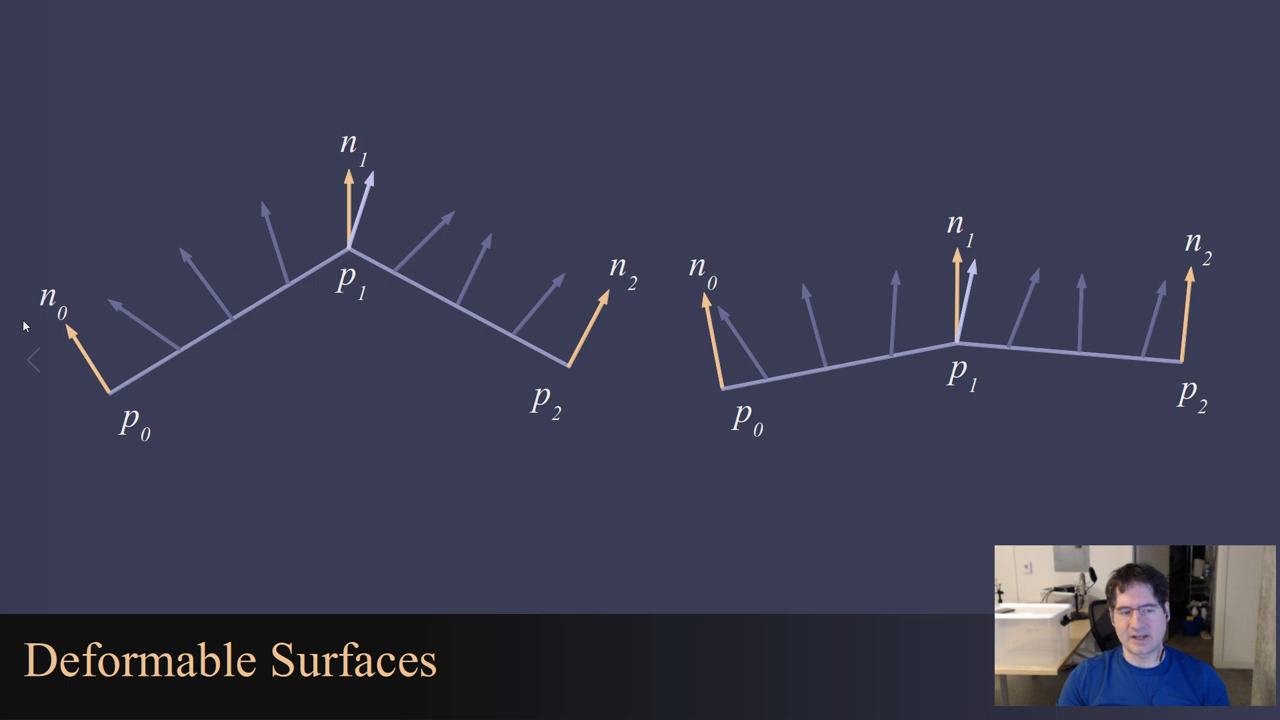 n₁
n₀
p₁
n₂
p₀
p₂
n₁
n₂
n₀
p₁
p₂
p₀
Deformable Surfaces